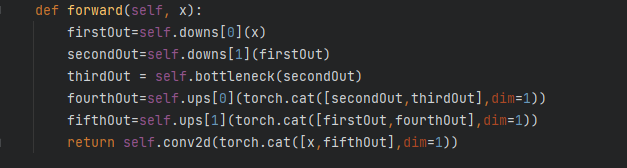 def forward(self, x):
    firstOut=self.downs[0](x)
    secondOut=self.downs[1](firstOut)
    thirdOut = self.bottleneck(secondOut)
    fourthOut=self.ups[0](torch.cat([secondOut,thirdOut],dim=1))
    fifthOut=self.ups[1](torch.cat([firstOut,fourthOut],dim=1))
    return self.conv2d(torch.cat([x,fifthOut],dim=1))